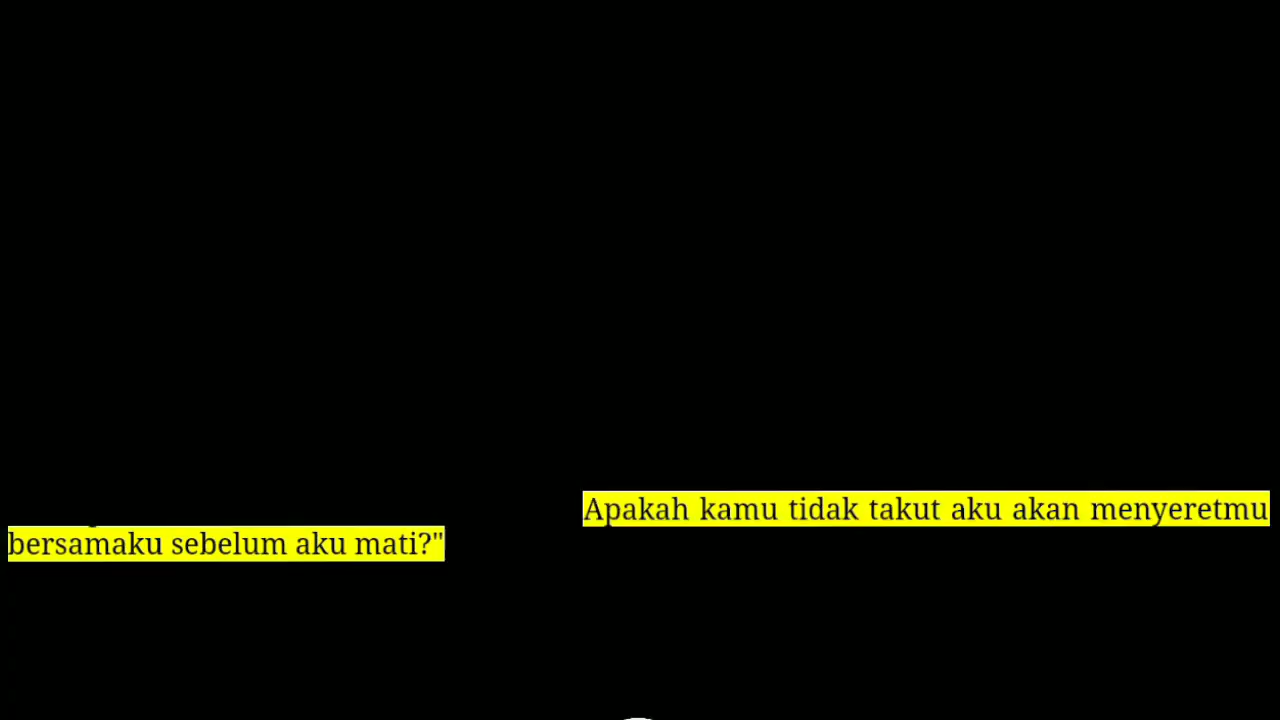 Apakah kamu tidak takut aku akan menyeretmu
bersamaku sebelum aku mati?"